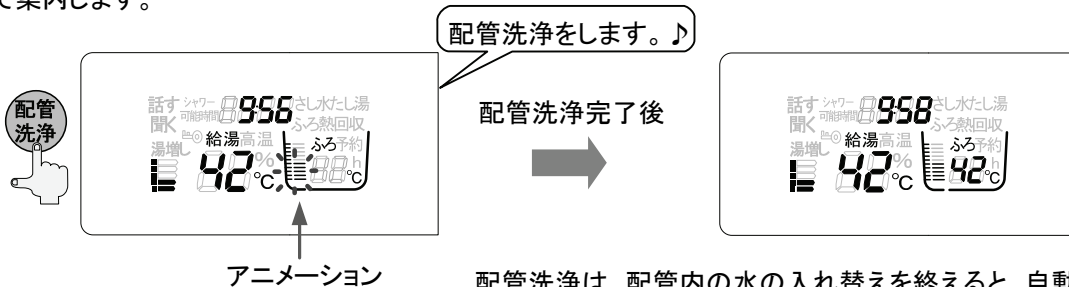 で案内します。
配管洗浄をします。♪
配管
洗浄
話す シャワー 可能時間 9:56 さし水たし湯
聞く ふろ熱回収
湯増し 給湯高温 ふろ予約
42 % ℃ h ℃
アニメーション
配管洗浄完了後
話す シャワー 可能時間 9:58 さし水たし湯
聞く ふろ熱回収
湯増し 給湯高温 ふろ予約
42 % ℃ 42 h ℃
配管洗浄は、配管内の水の入れ替えを終えると、自動